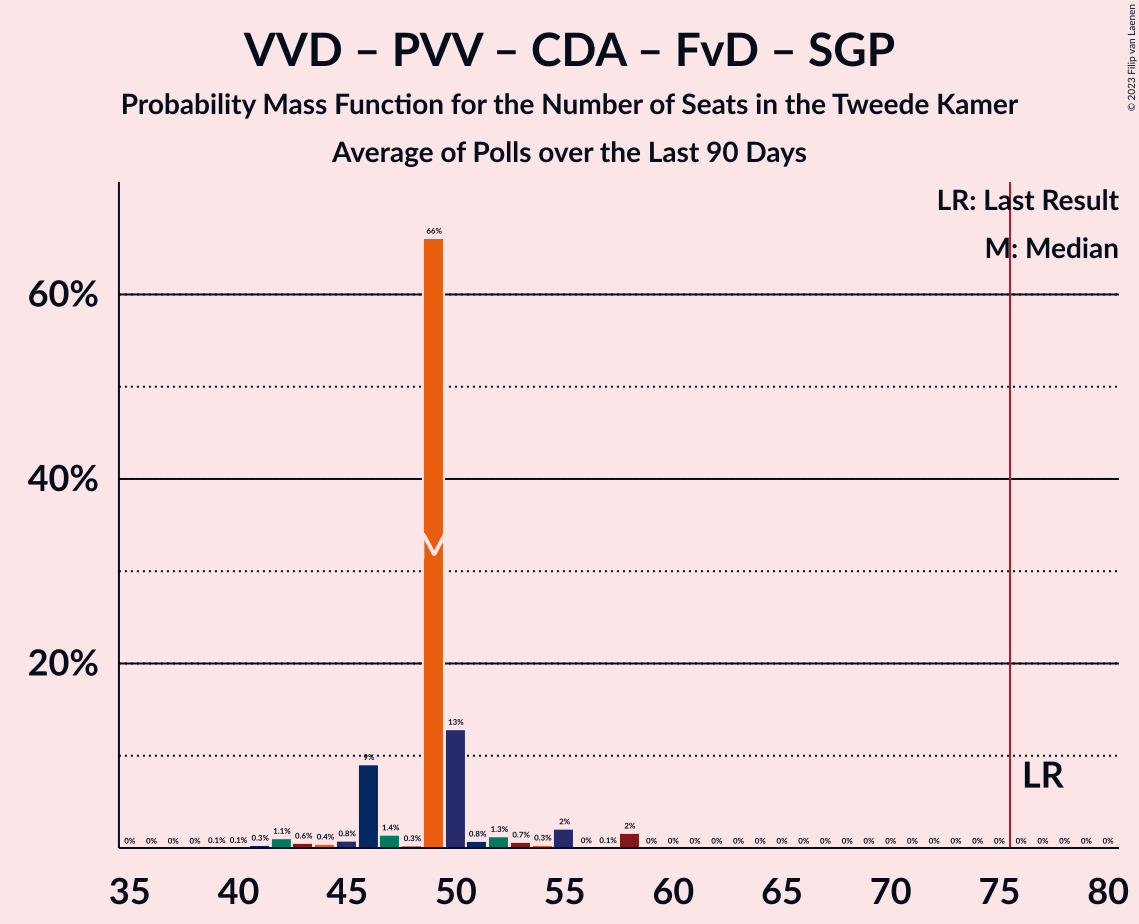 VVD – PVV – CDA – FvD – SGP
Probability Mass Function for the Number of Seats in the Tweede Kamer
Average of Polls over the Last 90 Days
© 2023 Filip van Laenen
LR: Last Result
M: Median
60%
40%
20%
66%
M
LR
0% 0% 0% 0% 0.1% 0.1% 0.3% 1.1% 0.6% 0.4% 0.8% 9% 1.4% 0.3% 13% 0.8% 1.3% 0.7% 0.3% 2% 0% 0.1% 2% 0% 0% 0% 0% 0% 0% 0% 0% 0% 0% 0% 0% 0% 0% 0% 0% 0% 0% 0% 0% 0% 0%
35 40 45 50 55 60 65 70 75 80